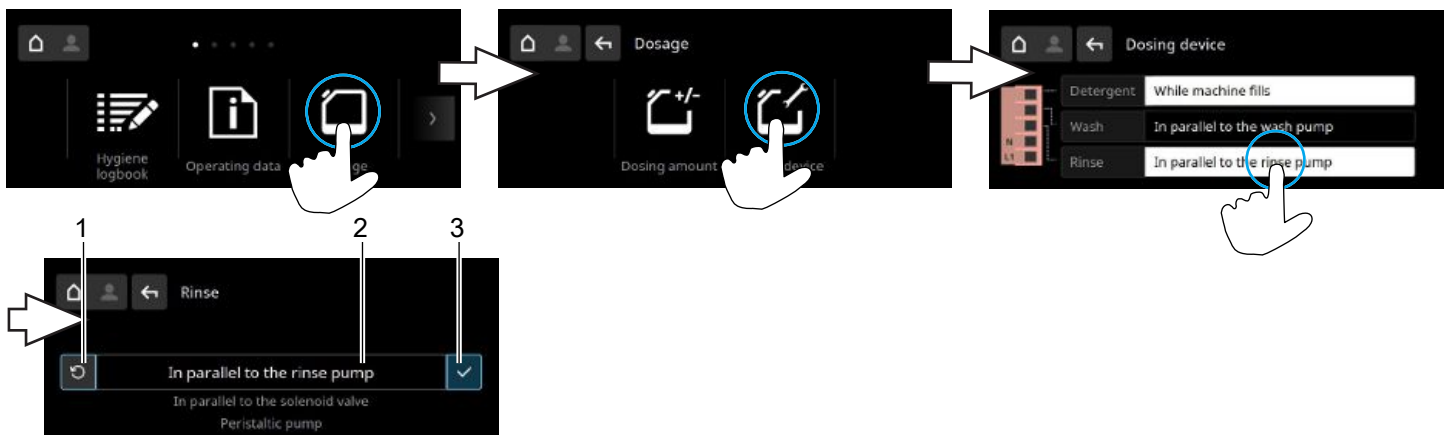 Hygiene
logbook
Operating data
Dosage
Dosing amount
device
Dosing device
Detergent While machine fills
Wash In parallel to the wash pump
N
L1
Rinse In parallel to the rinse pump
1 2 3
Rinse
In parallel to the rinse pump
In parallel to the solenoid valve
Peristaltic pump